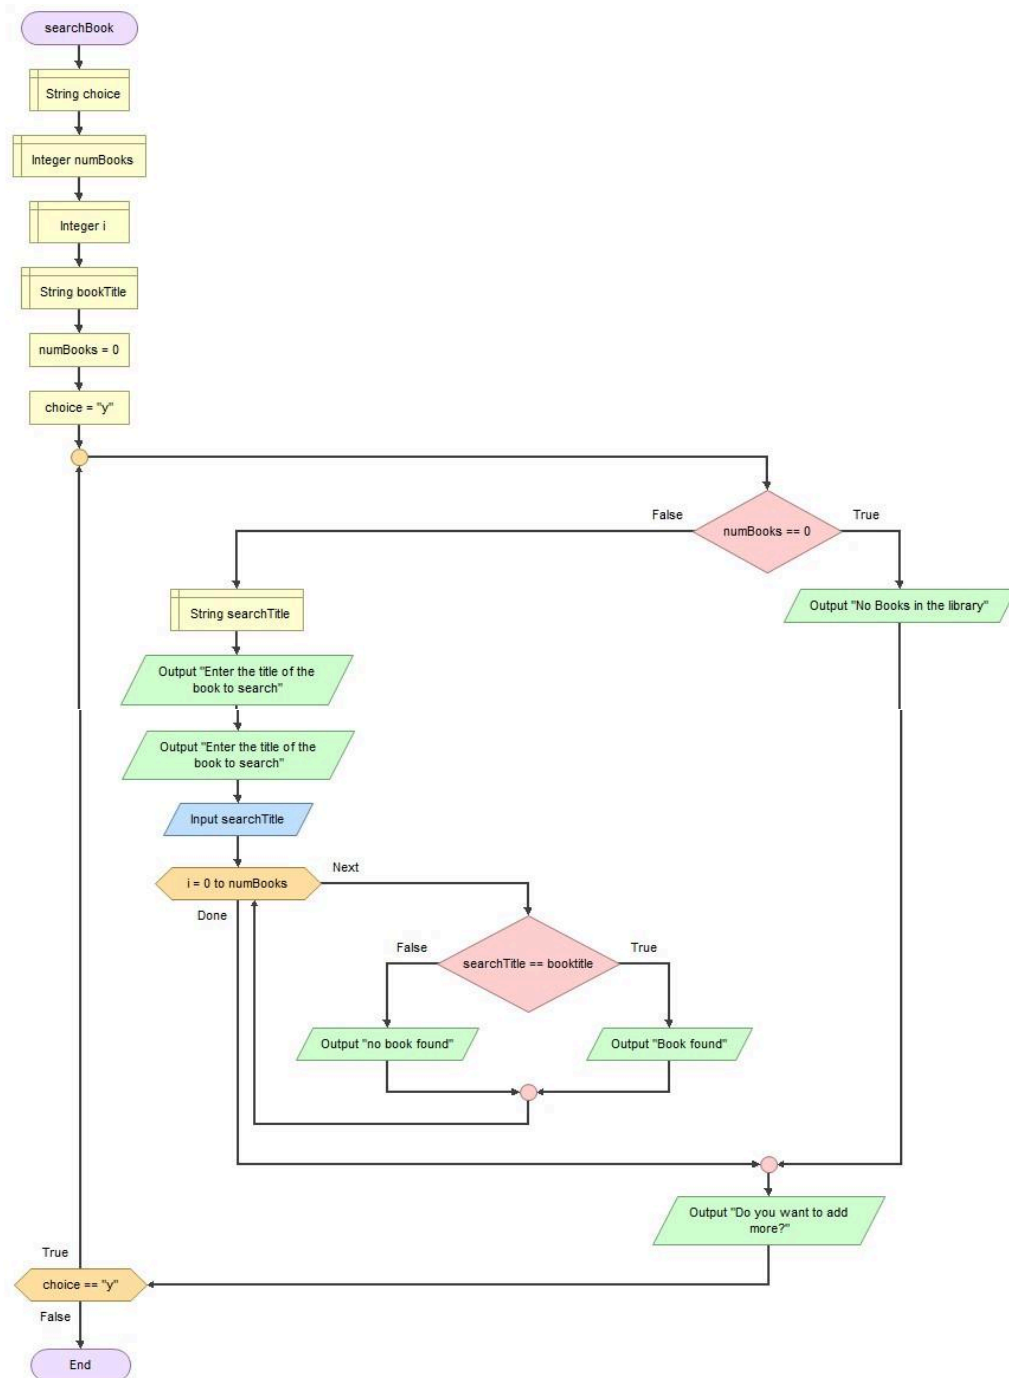 searchBook
String choice
Integer numBooks
Integer i
String bookTitle
numBooks = 0
choice = "y"
numBooks == 0
False
True
String searchTitle
Output "No Books in the library"
Output "Enter the title of the
book to search"
Output "Enter the title of the
book to search"
Input searchTitle
i = 0 to numBooks
Next
Done
searchTitle == booktitle
False
True
Output "no book found"
Output "Book found"
Output "Do you want to add
more?"
True
choice == "y"
False
End